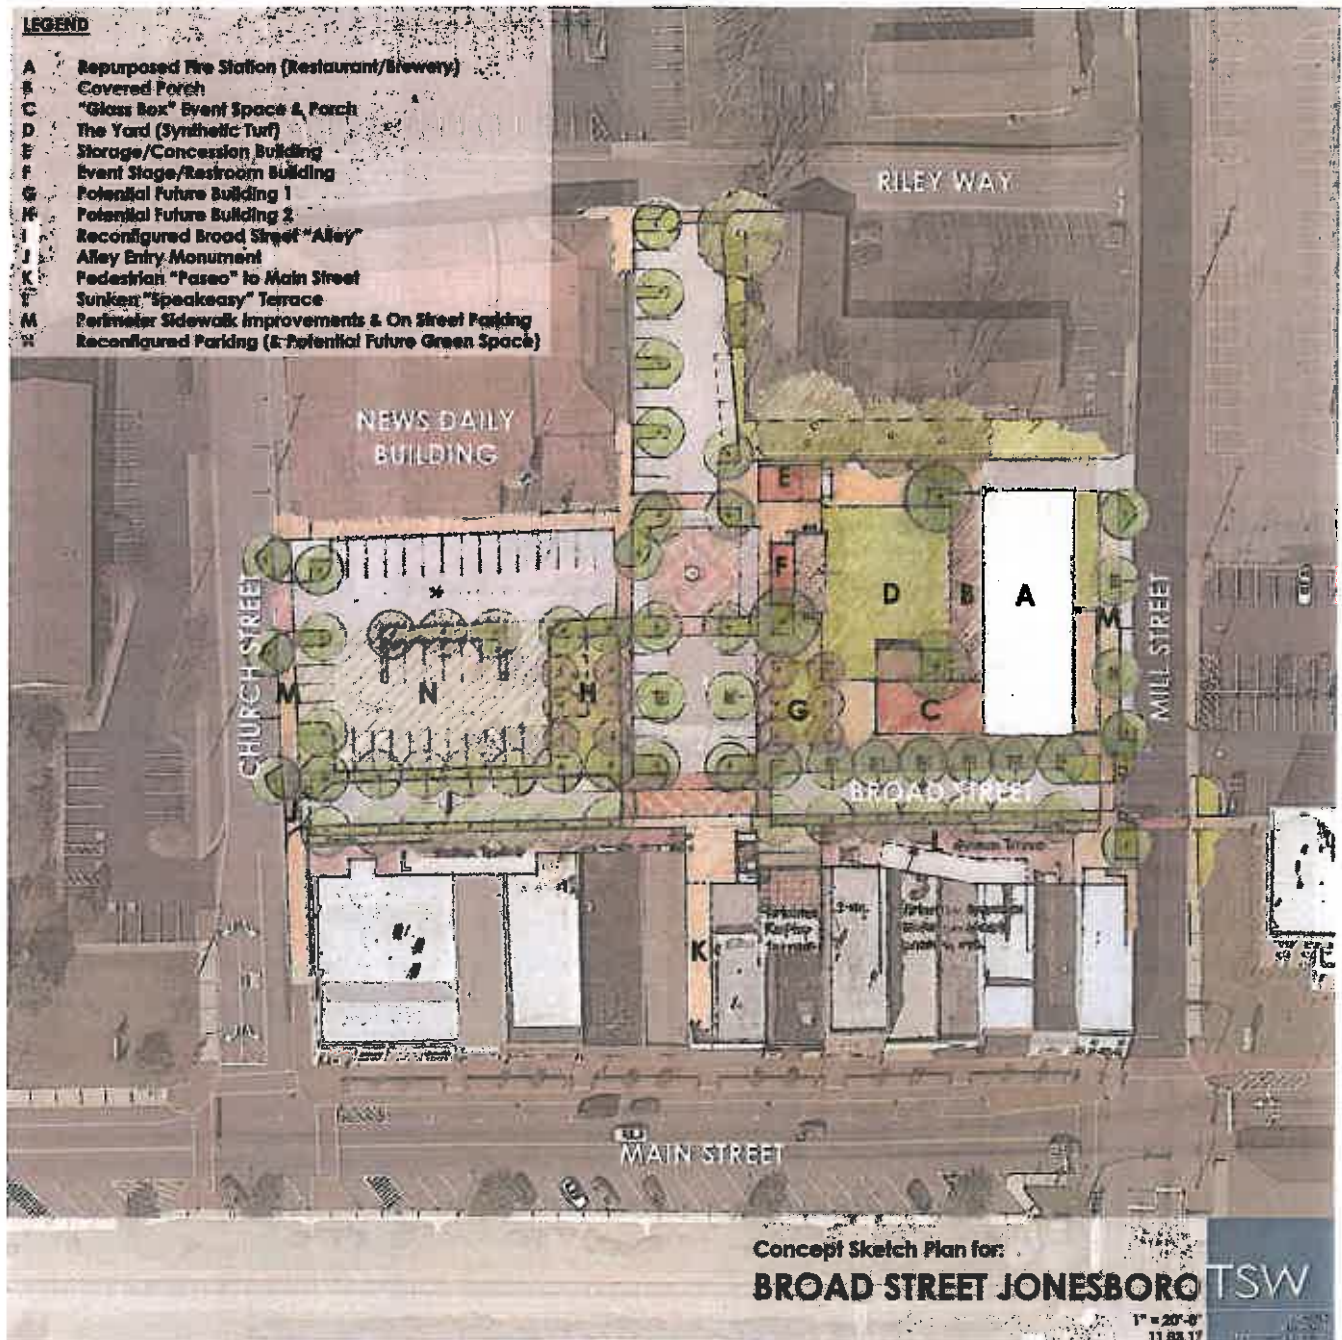 LEGEND
A Repurposed Fire Station (Restaurant/Brewery)
B Covered Porch
C "Glass Box" Event Space & Porch
D The Yard (Synthetic Turf)
E Storage/Concession Building
F Event Stage/Restroom Building
G Potential Future Building 1
H Potential Future Building 2
I Reconfigured Broad Street "Alley"
J Alley Entry Monument
K Pedestrian "Paseo" to Main Street
L Sunken "Speakeasy" Terrace
M Perimeter Sidewalk Improvements & On Street Parking
N Reconfigured Parking (& Potential Future Green Space)
RILEY WAY
NEWS DAILY
BUILDING
E
F
D
B
A
M
CHURCH STREET
MILL STREET
M
N
H
G
C
BROAD STREET
J
L
L
K
MAIN STREET
Concept Sketch Plan for:
BROAD STREET JONESBORO
TSW
1" = 20'-0"